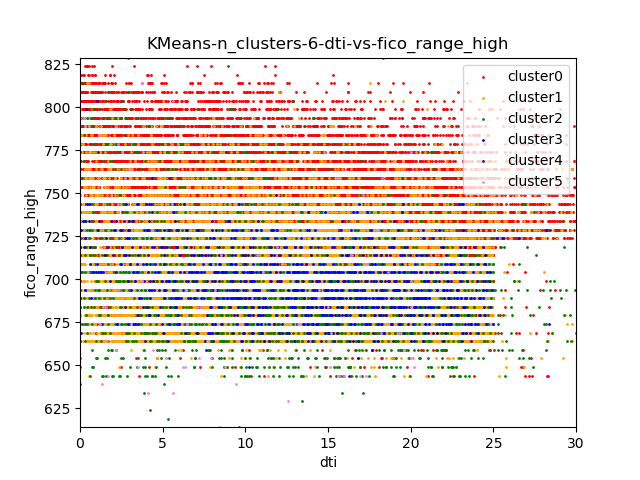 KMeans-n_clusters-6-dti-vs-fico_range_high
825
800
775
750
725
700
675
650
625
fico_range_high
cluster0
cluster1
cluster2
cluster3
cluster4
cluster5
0 5 10 15 20 25 30
dti